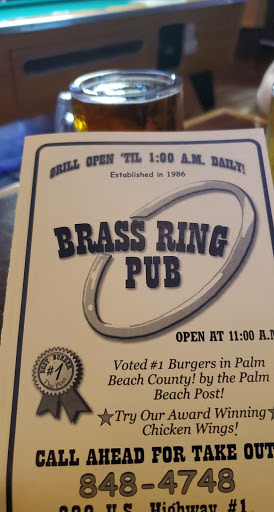 GRILL OPEN 'TIL 1:00 A.M. DAILY!
Established in 1986
BRASS RING
PUB
OPEN AT 11:00 A.M
BEST BURGER
#1
Voted #1 Burgers in Palm
Beach County! by the Palm
Beach Post!
Try Our Award Winning
Chicken Wings!
CALL AHEAD FOR TAKE OUT
848-4748
U.S. Highway #1